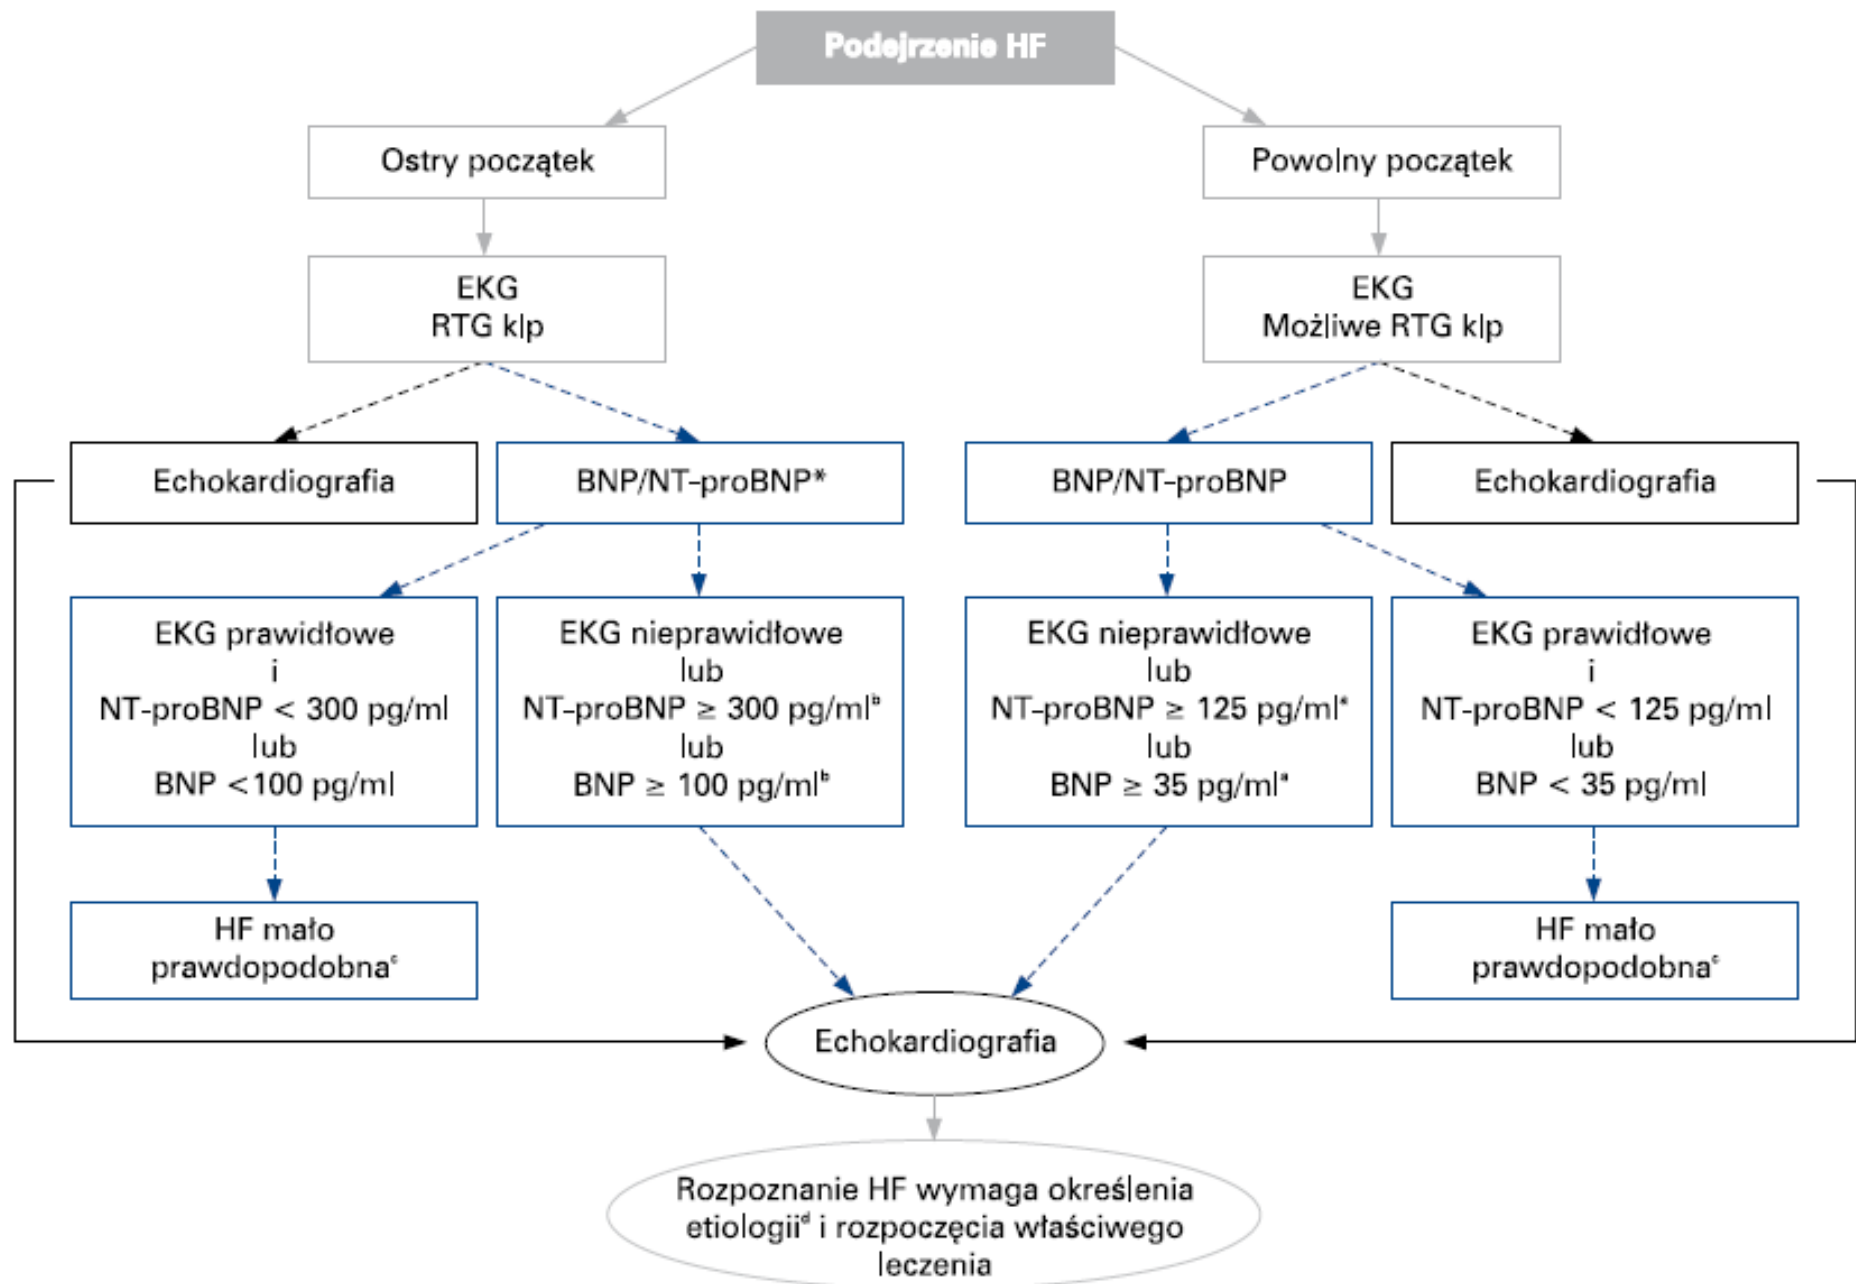 Podejrzenie HF
Ostry początek
Powolny początek
EKG
RTG klp
EKG
Możliwe RTG klp
Echokardiografia
BNP/NT-proBNP*
BNP/NT-proBNP
Echokardiografia
EKG prawidłowe
i
NT-proBNP < 300 pg/ml
lub
BNP <100 pg/ml
EKG nieprawidłowe
lub
NT-proBNP ≥ 300 pg/mlᵇ
lub
BNP ≥ 100 pg/mlᵇ
EKG nieprawidłowe
lub
NT-proBNP ≥ 125 pg/mlᵃ
lub
BNP ≥ 35 pg/mlᵃ
EKG prawidłowe
i
NT-proBNP < 125 pg/ml
lub
BNP < 35 pg/ml
HF mało
prawdopodobnaᶜ
HF mało
prawdopodobnaᶜ
Echokardiografia
Rozpoznanie HF wymaga określenia
etiologiiᵈ i rozpoczęcia właściwego
leczenia